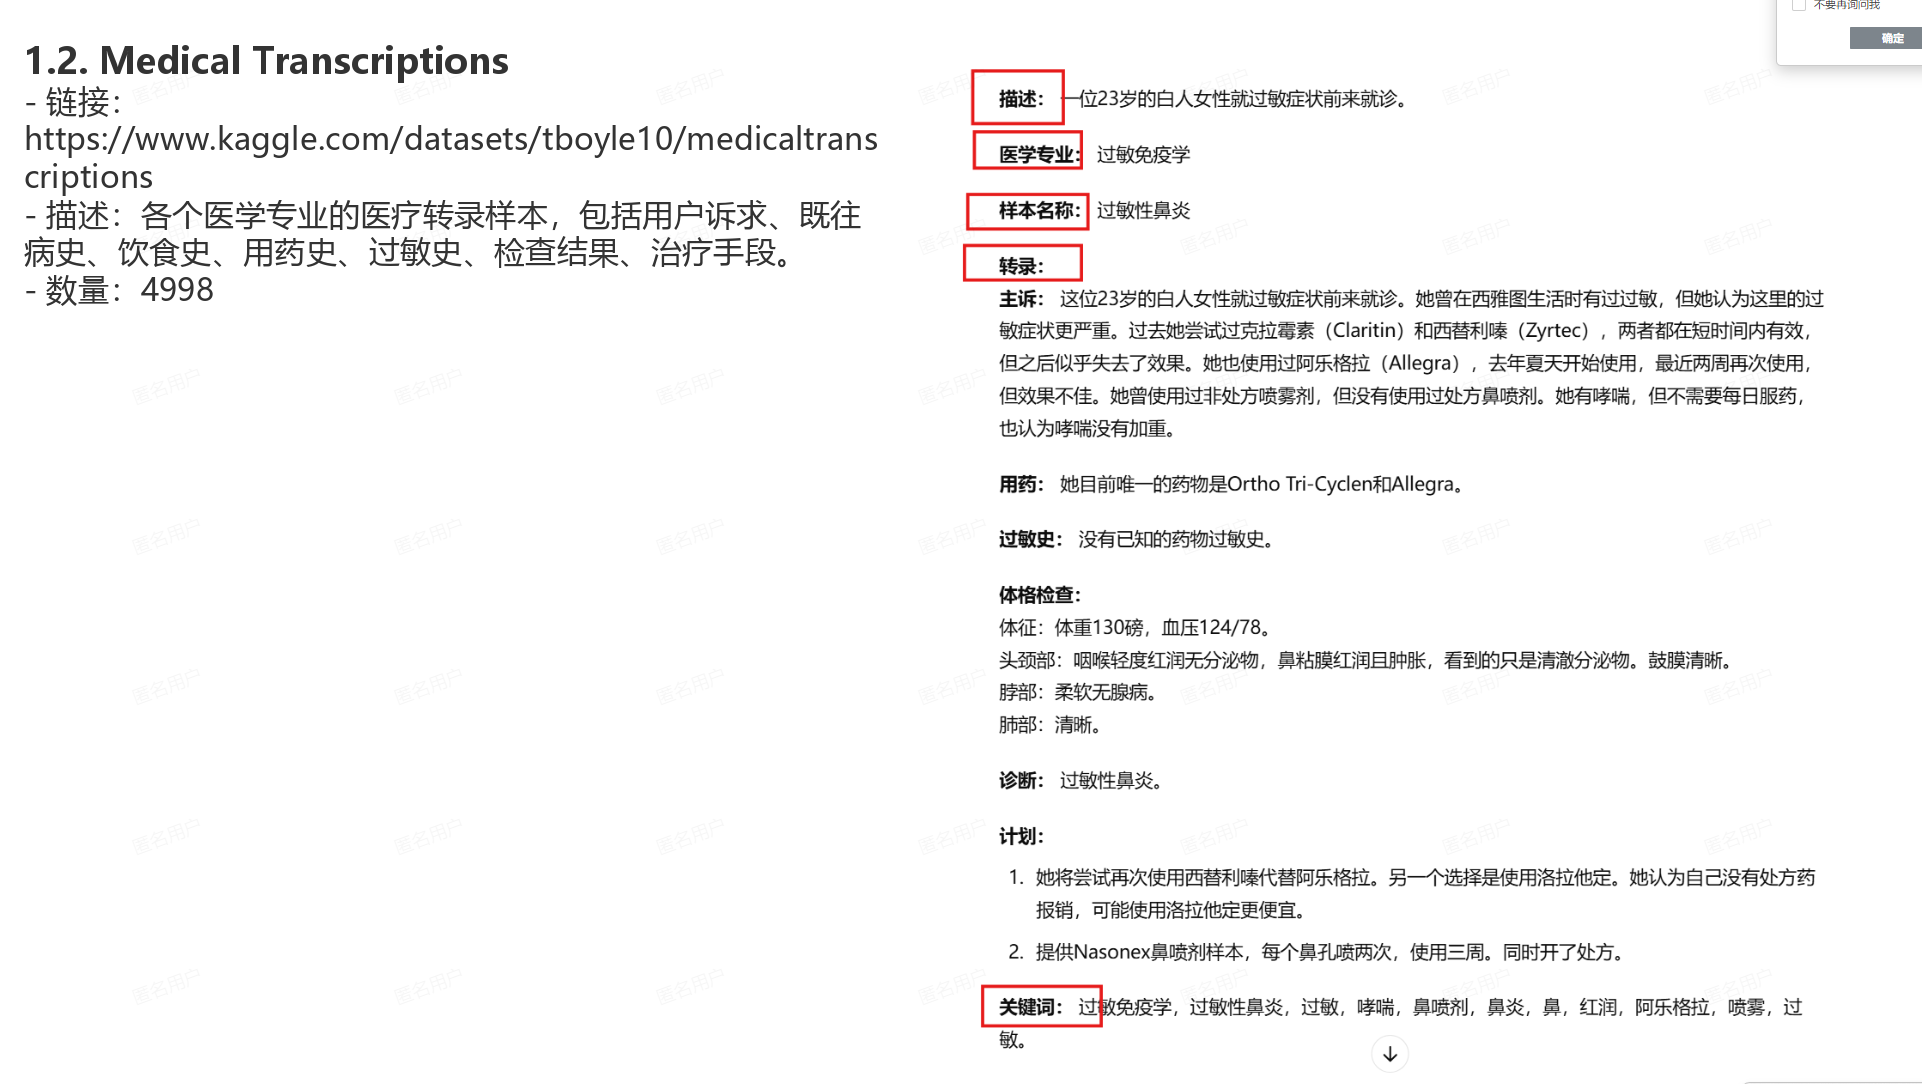 不要再询问我
确定
1.2. Medical Transcriptions
- 链接：
https://www.kaggle.com/datasets/tboyle10/medicaltrans
criptions
- 描述：各个医学专业的医疗转录样本，包括用户诉求、既往
病史、饮食史、用药史、过敏史、检查结果、治疗手段。
- 数量：4998
描述： 一位23岁的白人女性就过敏症状前来就诊。
医学专业： 过敏免疫学
样本名称： 过敏性鼻炎
转录：
主诉： 这位23岁的白人女性就过敏症状前来就诊。她曾在西雅图生活时有过过敏，但她认为这里的过
敏症状更严重。过去她尝试过克拉霉素（Claritin）和西替利嗪（Zyrtec），两者都在短时间内有效，
但之后似乎失去了效果。她也使用过阿乐格拉（Allegra），去年夏天开始使用，最近两周再次使用，
但效果不佳。她曾使用过非处方喷雾剂，但没有使用过处方鼻喷剂。她有哮喘，但不需要每日服药，
也认为哮喘没有加重。
用药： 她目前唯一的药物是Ortho Tri-Cyclen和Allegra。
过敏史： 没有已知的药物过敏史。
体格检查：
体征：体重130磅，血压124/78。
头颈部：咽喉轻度红润无分泌物，鼻粘膜红润且肿胀，看到的只是清澈分泌物。鼓膜清晰。
脖部：柔软无腺病。
肺部：清晰。
诊断： 过敏性鼻炎。
计划：
1. 她将尝试再次使用西替利嗪代替阿乐格拉。另一个选择是使用洛拉他定。她认为自己没有处方药
报销，可能使用洛拉他定更便宜。
2. 提供Nasonex鼻喷剂样本，每个鼻孔喷两次，使用三周。同时开了处方。
关键词： 过敏免疫学，过敏性鼻炎，过敏，哮喘，鼻喷剂，鼻炎，鼻，红润，阿乐格拉，喷雾，过
敏。
匿名用户